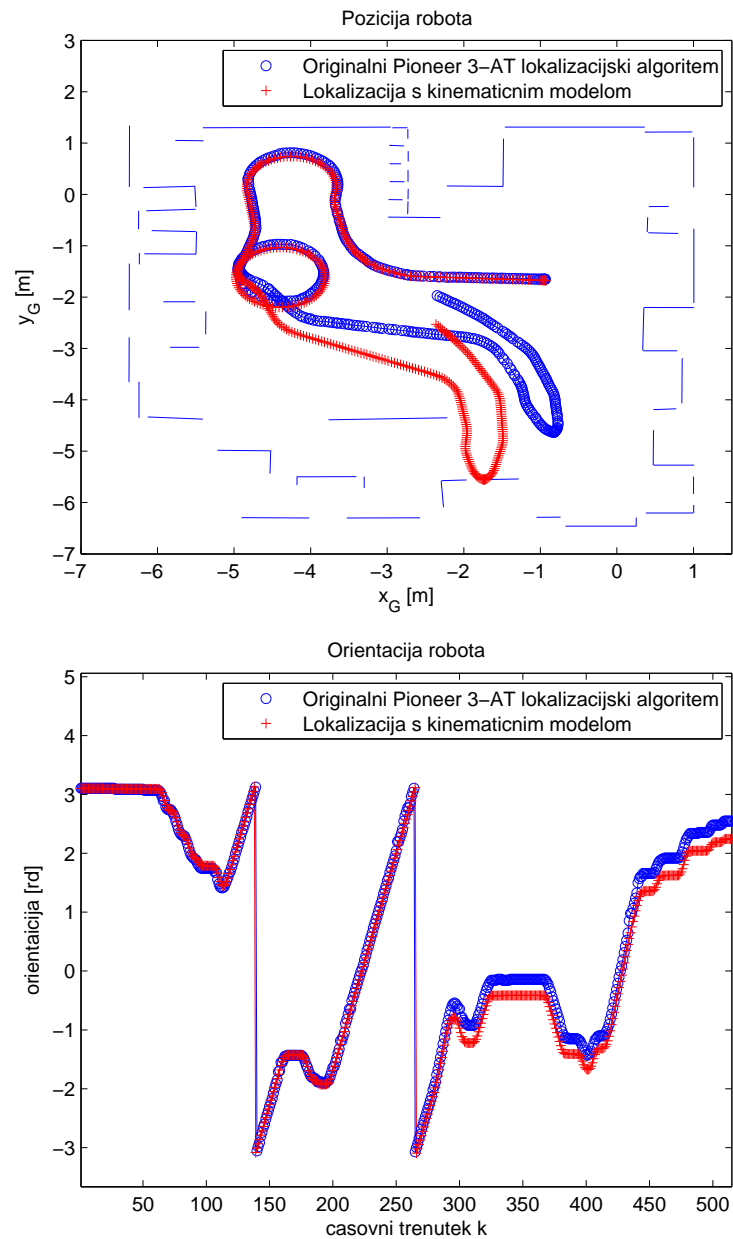 Pozicija robota
3
2
1
0
−1
−2
−3
−4
−5
−6
−7
y_G [m]
Originalni Pioneer 3−AT lokalizacijski algoritem
Lokalizacija s kinematicnim modelom
−7 −6 −5 −4 −3 −2 −1 0 1
x_G [m]
Orientacija robota
5
4
3
2
1
0
−1
−2
−3
orientaicija [rd]
Originalni Pioneer 3−AT lokalizacijski algoritem
Lokalizacija s kinematicnim modelom
50 100 150 200 250 300 350 400 450 500
casovni trenutek k